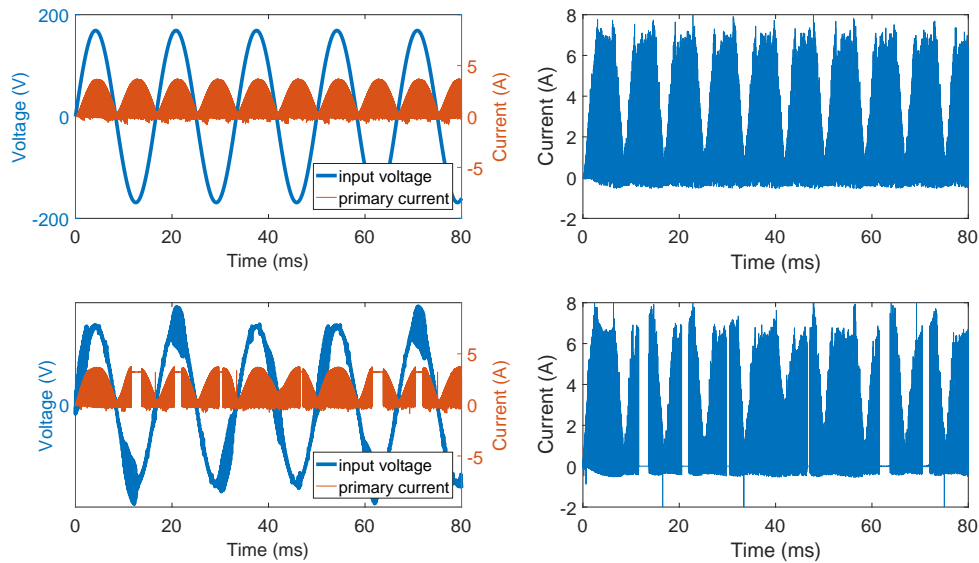 200
0
-200
Voltage (V)
5
0
-5
Current (A)
input voltage
primary current
0 20 40 60 80
Time (ms)
8
6
4
2
0
-2
Current (A)
0 20 40 60 80
Time (ms)
0
Voltage (V)
5
0
-5
Current (A)
input voltage
primary current
0 20 40 60 80
Time (ms)
8
6
4
2
0
-2
Current (A)
0 20 40 60 80
Time (ms)